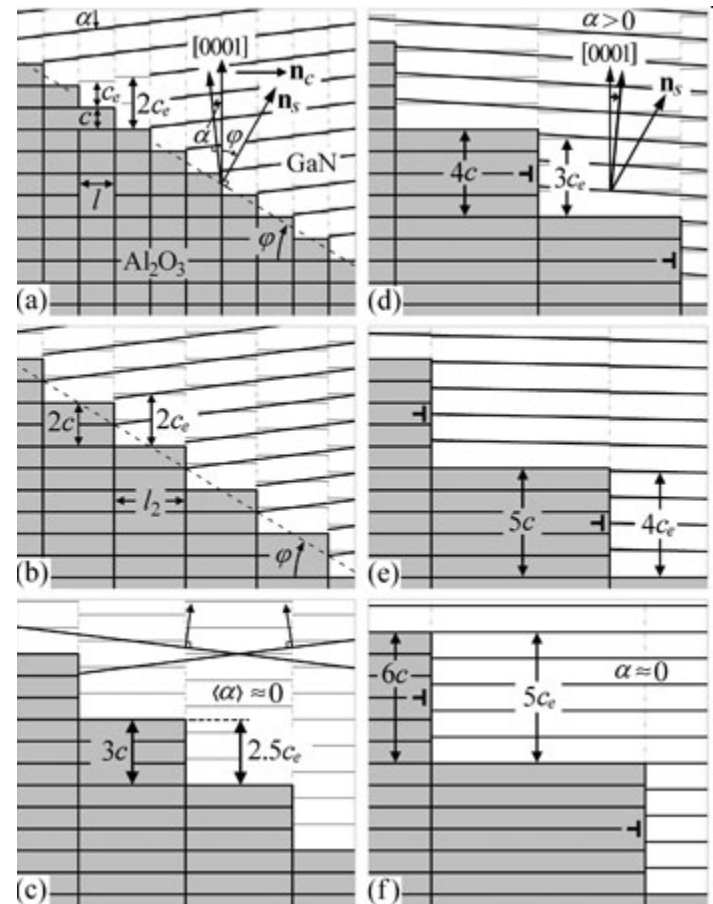 α
[0001]
n_c
n_s
c_e
2c_e
c
α
φ
GaN
l
Al₂O₃
φ
(a)
α>0
[0001]
n_s
4c
3c_e
(d)
2c
2c_e
l₂
φ
(b)
5c
4c_e
(e)
⟨α⟩ ≈ 0
3c
2.5c_e
(c)
6c
5c_e
α≈0
(f)